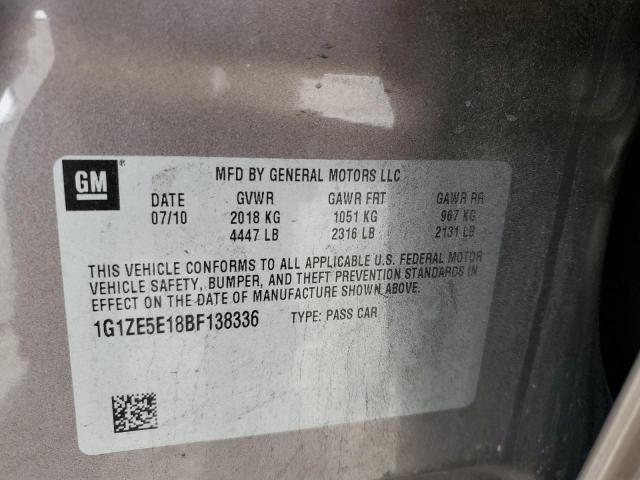 GM
MFD BY GENERAL MOTORS LLC
DATE GVWR GAWR FRT GAWR RR
07/10 2018 KG 1051 KG 967 KG
4447 LB 2316 LB 2131 LB
THIS VEHICLE CONFORMS TO ALL APPLICABLE U.S. FEDERAL MOTOR
VEHICLE SAFETY, BUMPER, AND THEFT PREVENTION STANDARDS IN
EFFECT ON THE DATE OF MANUFACTURE SHOWN ABOVE.
1G1ZE5E18BF138336 TYPE: PASS CAR